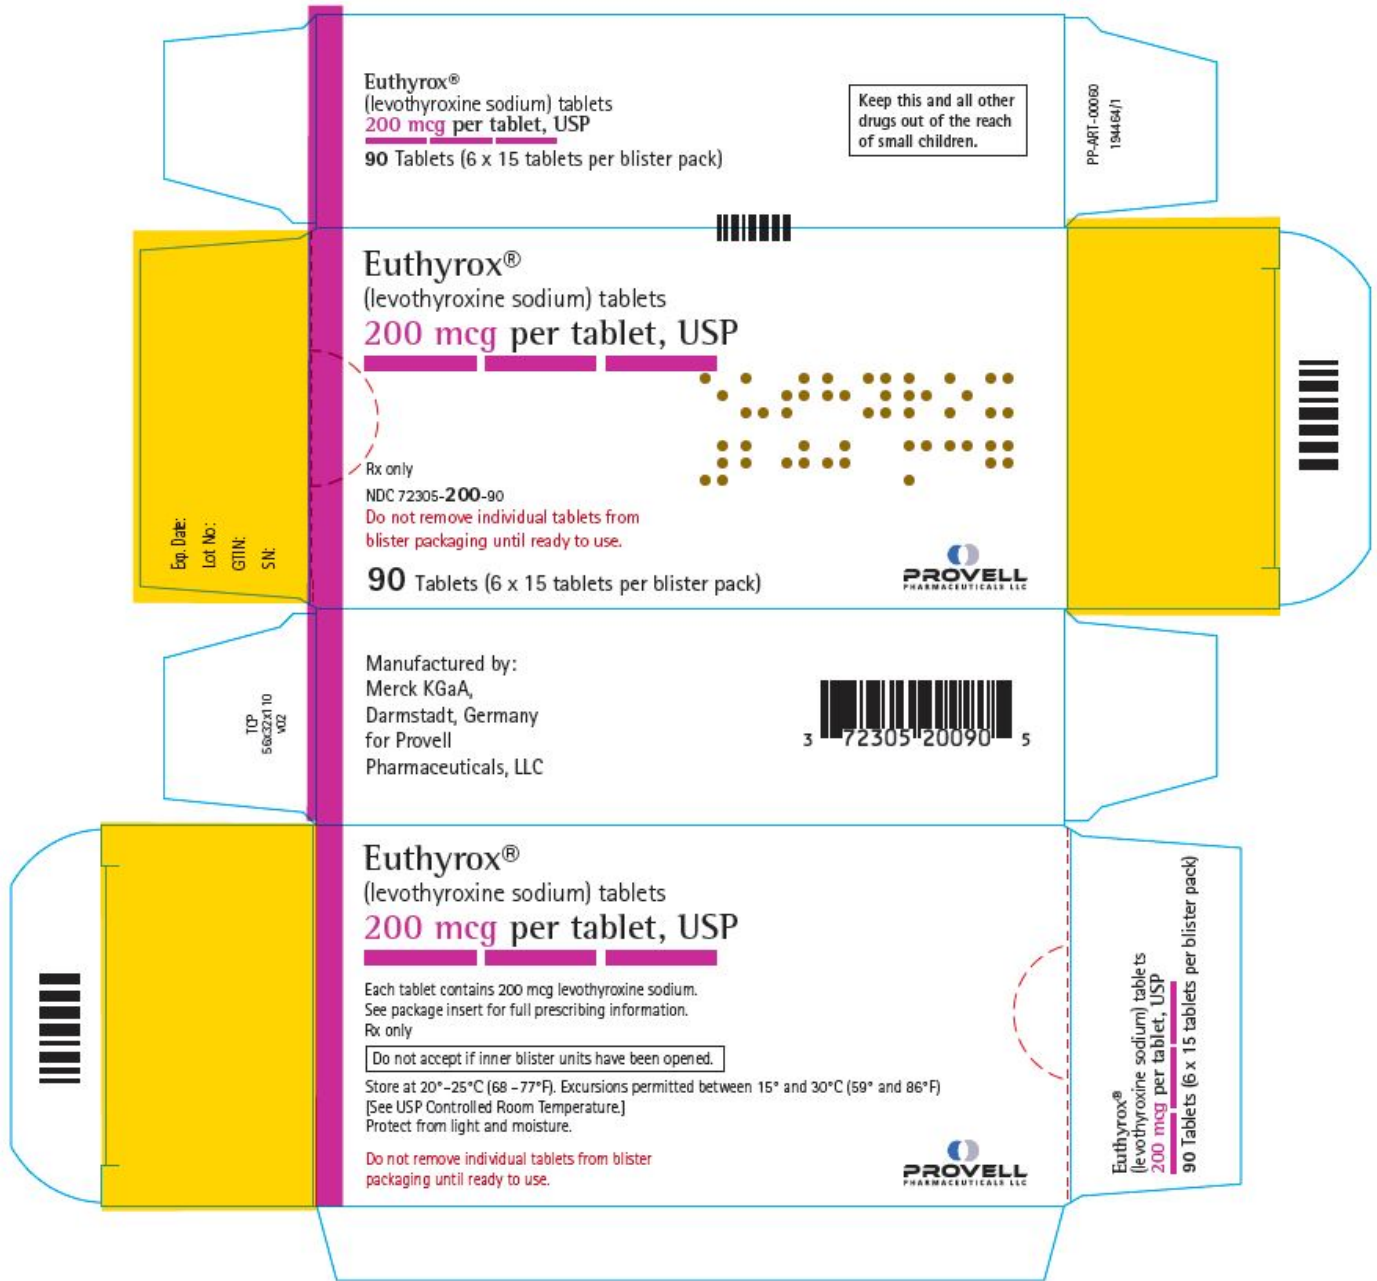 Euthyrox®
(levothyroxine sodium) tablets
200 mcg per tablet, USP
90 Tablets (6 x 15 tablets per blister pack)
Keep this and all other
drugs out of the reach
of small children.
PP-ART-00060
194464/1
Euthyrox®
(levothyroxine sodium) tablets
200 mcg per tablet, USP
Rx only
NDC 72305-200-90
Do not remove individual tablets from
blister packaging until ready to use.
90 Tablets (6 x 15 tablets per blister pack)
PROVELL
PHARMACEUTICALS LLC
Exp. Date:
Lot No:
GTIN:
SN:
TCP
56x32x110
v02
Manufactured by:
Merck KGaA,
Darmstadt, Germany
for Provell
Pharmaceuticals, LLC
3 72305 20090 5
Euthyrox®
(levothyroxine sodium) tablets
200 mcg per tablet, USP
Each tablet contains 200 mcg levothyroxine sodium.
See package insert for full prescribing information.
Rx only
Do not accept if inner blister units have been opened.
Store at 20°-25°C (68 -77°F). Excursions permitted between 15° and 30°C (59° and 86°F)
[See USP Controlled Room Temperature.]
Protect from light and moisture.
Do not remove individual tablets from blister
packaging until ready to use.
PROVELL
PHARMACEUTICALS LLC
Euthyrox®
(levothyroxine sodium) tablets
200 mcg per tablet, USP
90 Tablets (6 x 15 tablets per blister pack)